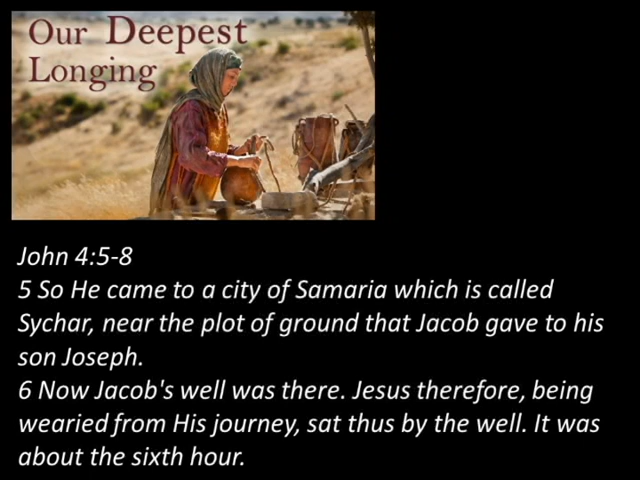 Our Deepest
Longing
John 4:5-8
5 So He came to a city of Samaria which is called
Sychar, near the plot of ground that Jacob gave to his
son Joseph.
6 Now Jacob's well was there. Jesus therefore, being
wearied from His journey, sat thus by the well. It was
about the sixth hour.